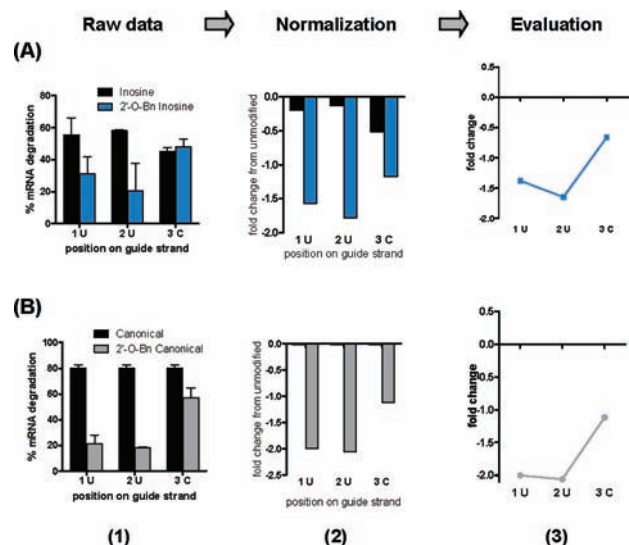 Raw data
Normalization
Evaluation
(A)
Inosine
2'-O-Bn Inosine
% mRNA degradation
80
60
40
20
0
1 U 2 U 3 C
position on guide strand
fold change from unmodified
0.0
-0.5
-1.0
-1.5
-2.0
1 U 2 U 3 C
position on guide strand
fold change
0.5
0.0
-0.5
-1.0
-1.5
-2.0
1 U 2 U 3 C
(B)
Canonical
2'-O-Bn Canonical
% mRNA degradation
100
80
60
40
20
0
1 U 2 U 3 C
position on guide strand
fold change from unmodified
0.0
-0.5
-1.0
-1.5
-2.0
-2.5
1 U 2 U 3 C
position on guide strand
fold change
0.5
0.0
-0.5
-1.0
-1.5
-2.0
1 U 2 U 3 C
(1)
(2)
(3)